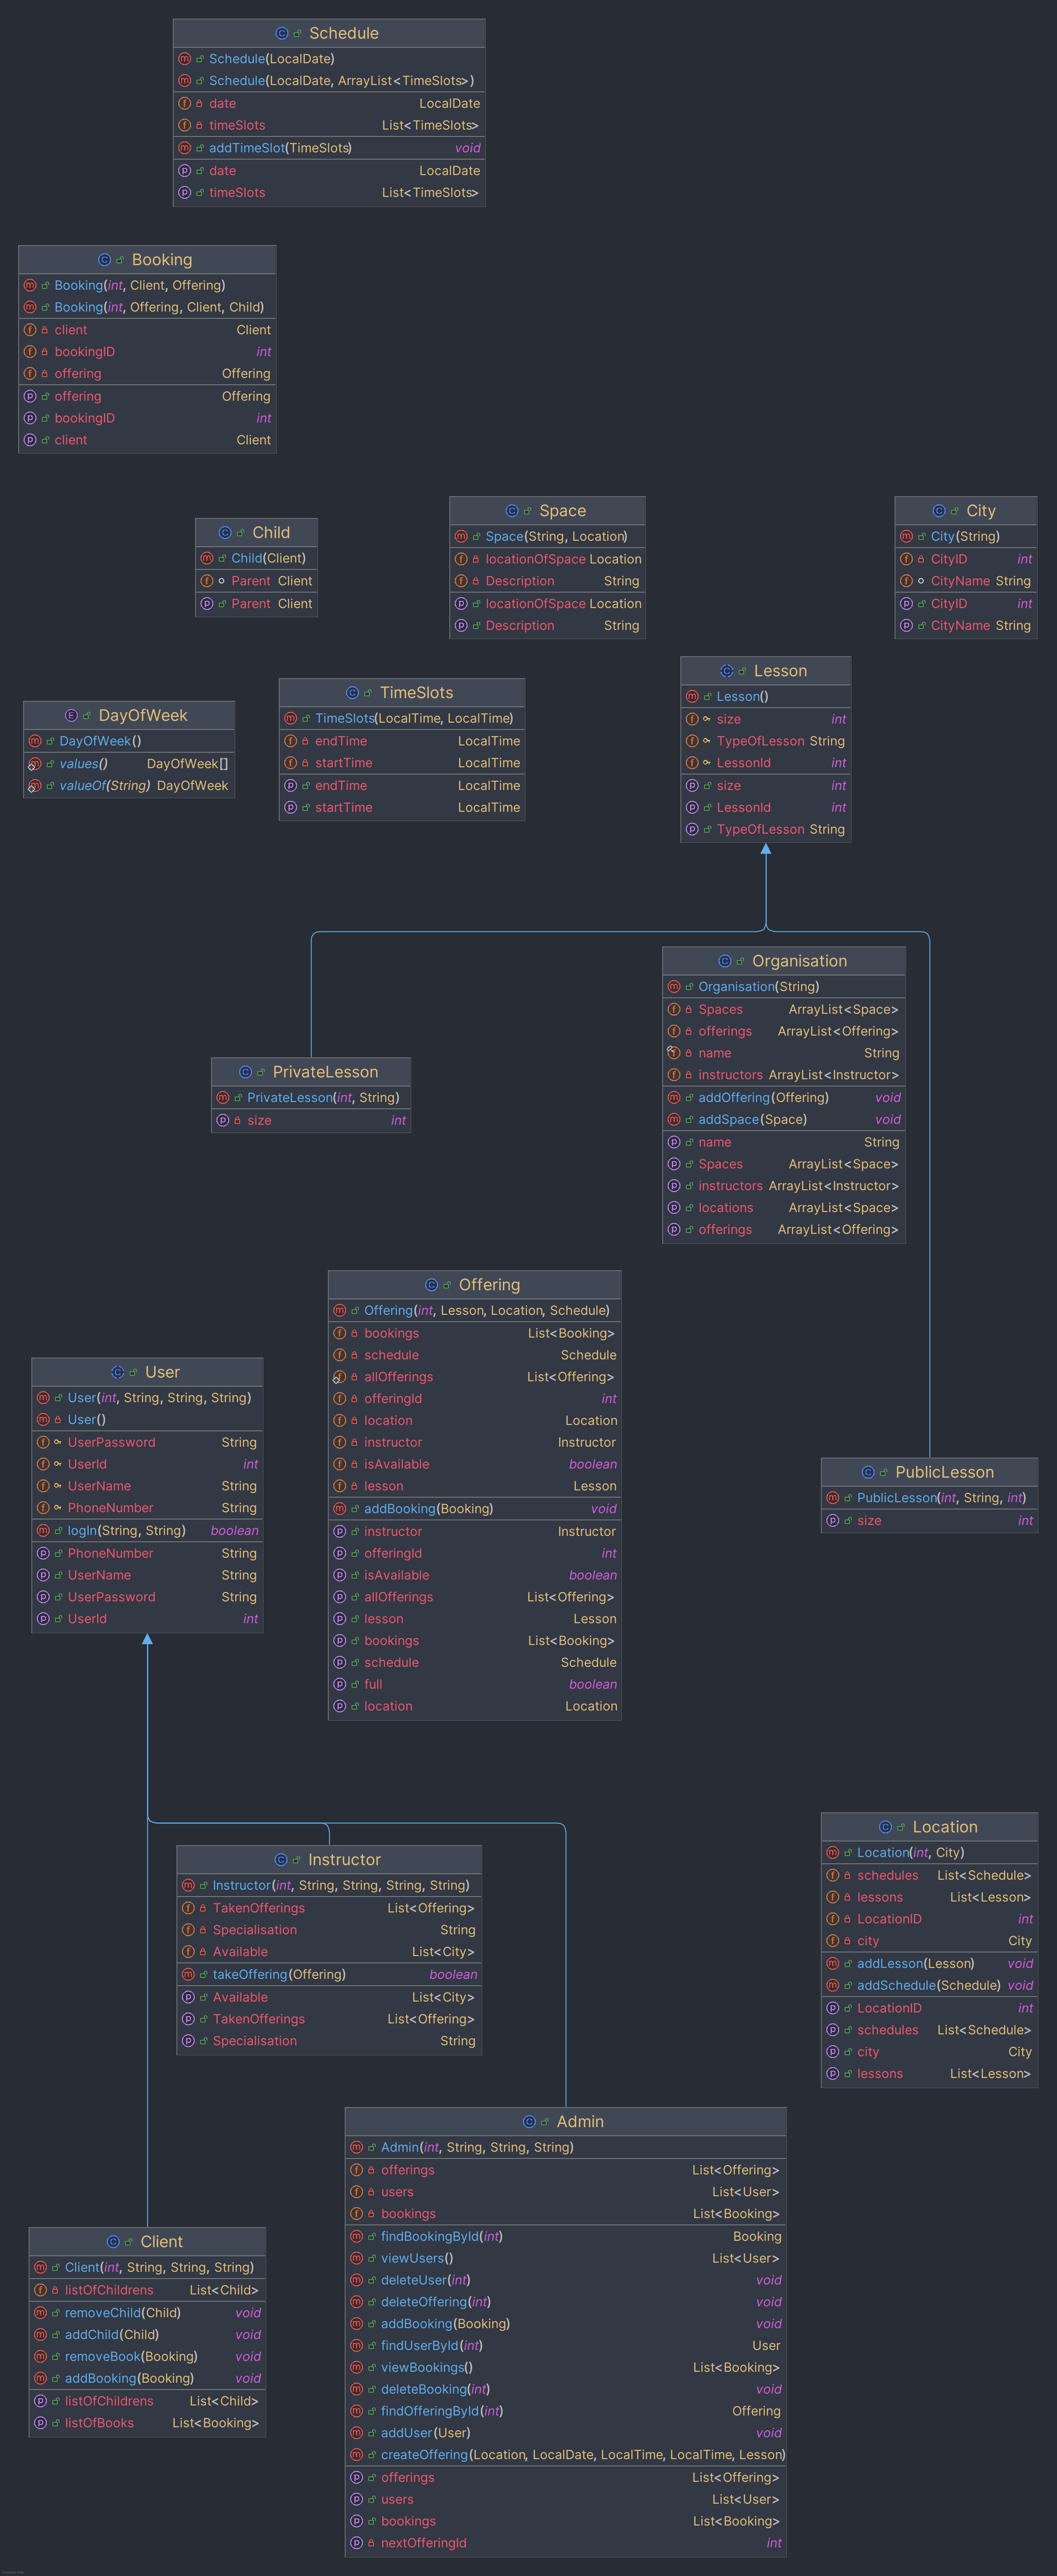 Schedule
Schedule(LocalDate)
Schedule(LocalDate, ArrayList<TimeSlots>)
date LocalDate
timeSlots List<TimeSlots>
addTimeSlot(TimeSlots) void
date LocalDate
timeSlots List<TimeSlots>
Booking
Booking(int, Client, Offering)
Booking(int, Offering, Client, Child)
client Client
bookingID int
offering Offering
offering Offering
bookingID int
client Client
Child
Child(Client)
Parent Client
Parent Client
Space
Space(String, Location)
locationOfSpace Location
Description String
locationOfSpace Location
Description String
City
City(String)
CityID int
CityName String
CityID int
CityName String
DayOfWeek
DayOfWeek()
values() DayOfWeek[]
valueOf(String) DayOfWeek
TimeSlots
TimeSlots(LocalTime, LocalTime)
endTime LocalTime
startTime LocalTime
endTime LocalTime
startTime LocalTime
Lesson
Lesson()
size int
TypeOfLesson String
LessonId int
size int
LessonId int
TypeOfLesson String
PrivateLesson
PrivateLesson(int, String)
size int
Organisation
Organisation(String)
Spaces ArrayList<Space>
offerings ArrayList<Offering>
name String
instructors ArrayList<Instructor>
addOffering(Offering) void
addSpace(Space) void
name String
Spaces ArrayList<Space>
instructors ArrayList<Instructor>
locations ArrayList<Space>
offerings ArrayList<Offering>
User
User(int, String, String, String)
User()
UserPassword String
UserId int
UserName String
PhoneNumber String
logIn(String, String) boolean
PhoneNumber String
UserName String
UserPassword String
UserId int
Offering
Offering(int, Lesson, Location, Schedule)
bookings List<Booking>
schedule Schedule
allOfferings List<Offering>
offeringId int
location Location
instructor Instructor
isAvailable boolean
lesson Lesson
addBooking(Booking) void
instructor Instructor
offeringId int
isAvailable boolean
allOfferings List<Offering>
lesson Lesson
bookings List<Booking>
schedule Schedule
full boolean
location Location
PublicLesson
PublicLesson(int, String, int)
size int
Instructor
Instructor(int, String, String, String, String)
TakenOfferings List<Offering>
Specialisation String
Available List<City>
takeOffering(Offering) boolean
Available List<City>
TakenOfferings List<Offering>
Specialisation String
Location
Location(int, City)
schedules List<Schedule>
lessons List<Lesson>
LocationID int
city City
addLesson(Lesson) void
addSchedule(Schedule) void
LocationID int
schedules List<Schedule>
city City
lessons List<Lesson>
Client
Client(int, String, String, String)
listOfChildrens List<Child>
removeChild(Child) void
addChild(Child) void
removeBook(Booking) void
addBooking(Booking) void
listOfChildrens List<Child>
listOfBooks List<Booking>
Admin
Admin(int, String, String, String)
offerings List<Offering>
users List<User>
bookings List<Booking>
findBookingById(int) Booking
viewUsers() List<User>
deleteUser(int) void
deleteOffering(int) void
addBooking(Booking) void
findUserById(int) User
viewBookings() List<Booking>
deleteBooking(int) void
findOfferingById(int) Offering
addUser(User) void
createOffering(Location, LocalDate, LocalTime, LocalTime, Lesson)
offerings List<Offering>
users List<User>
bookings List<Booking>
nextOfferingId int